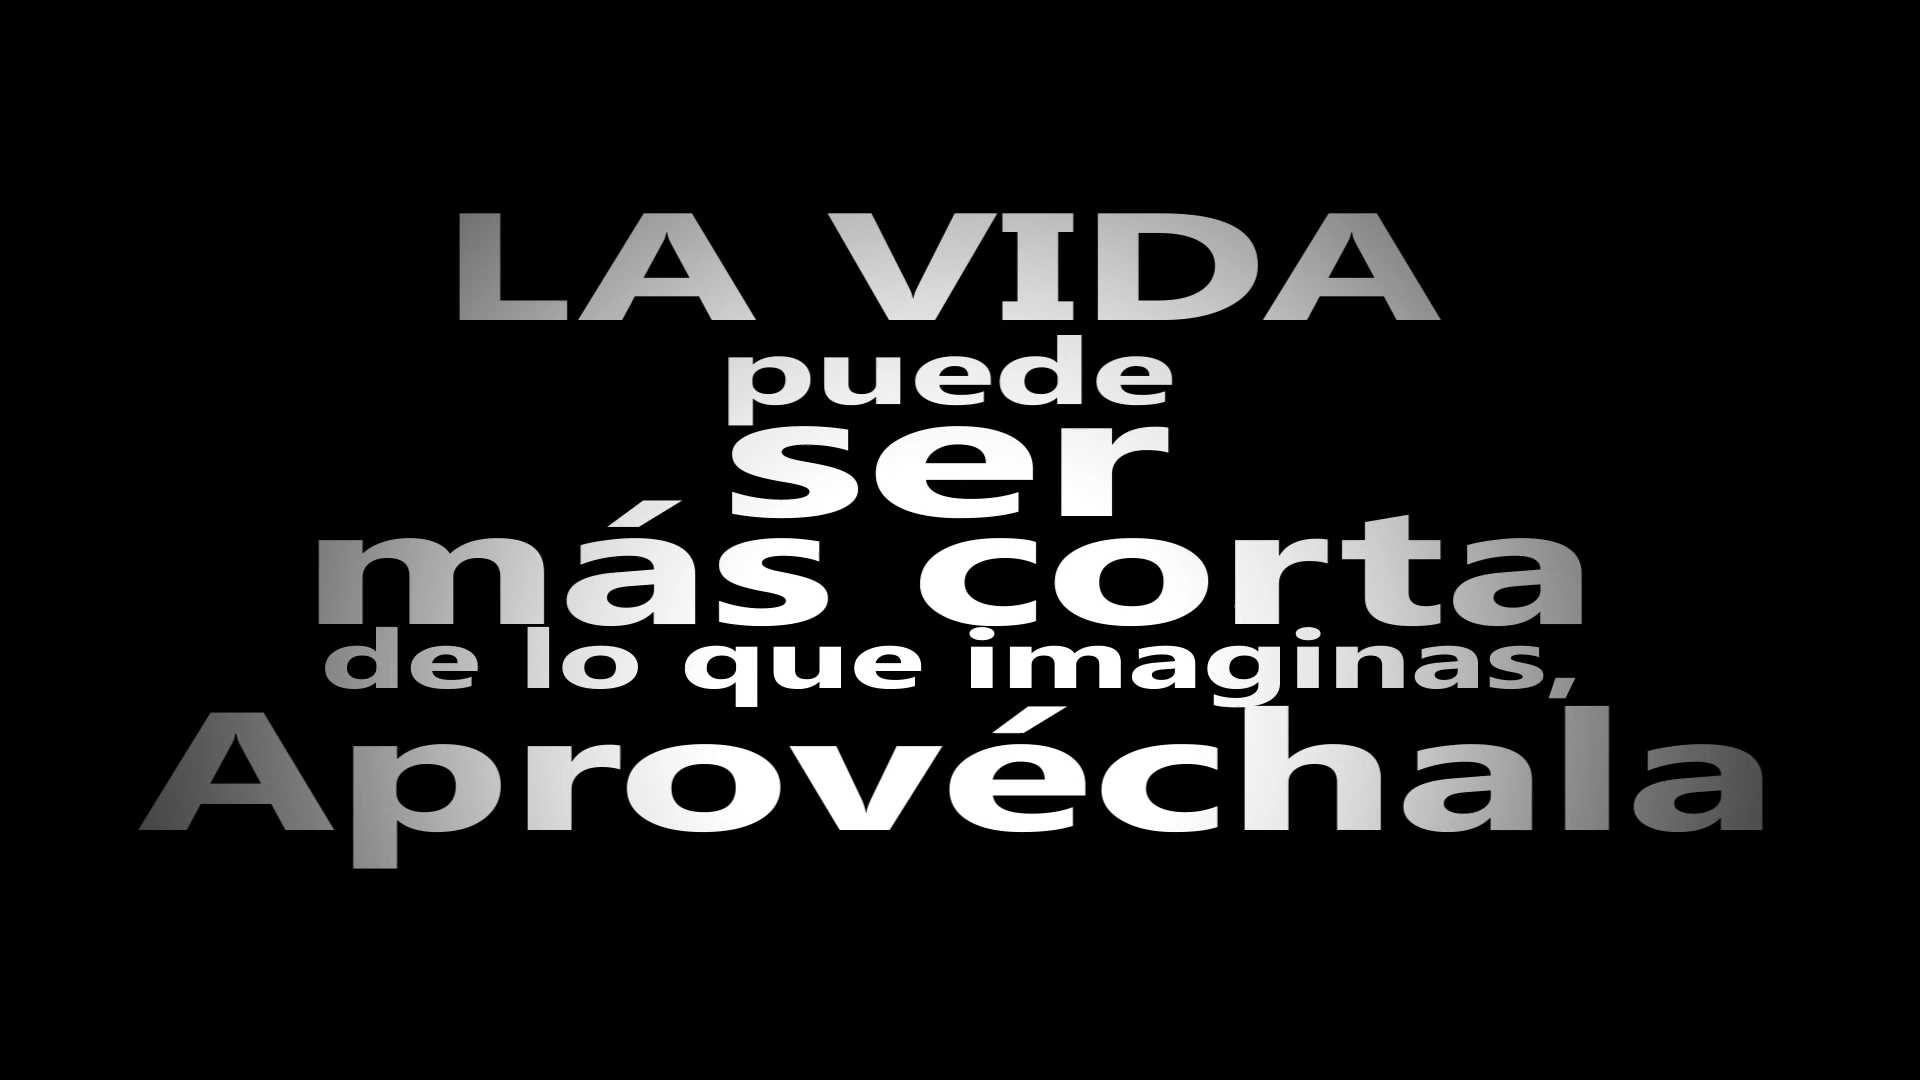 LA VIDA
puede
ser
más corta
de lo que imaginas,
Aprovéchala